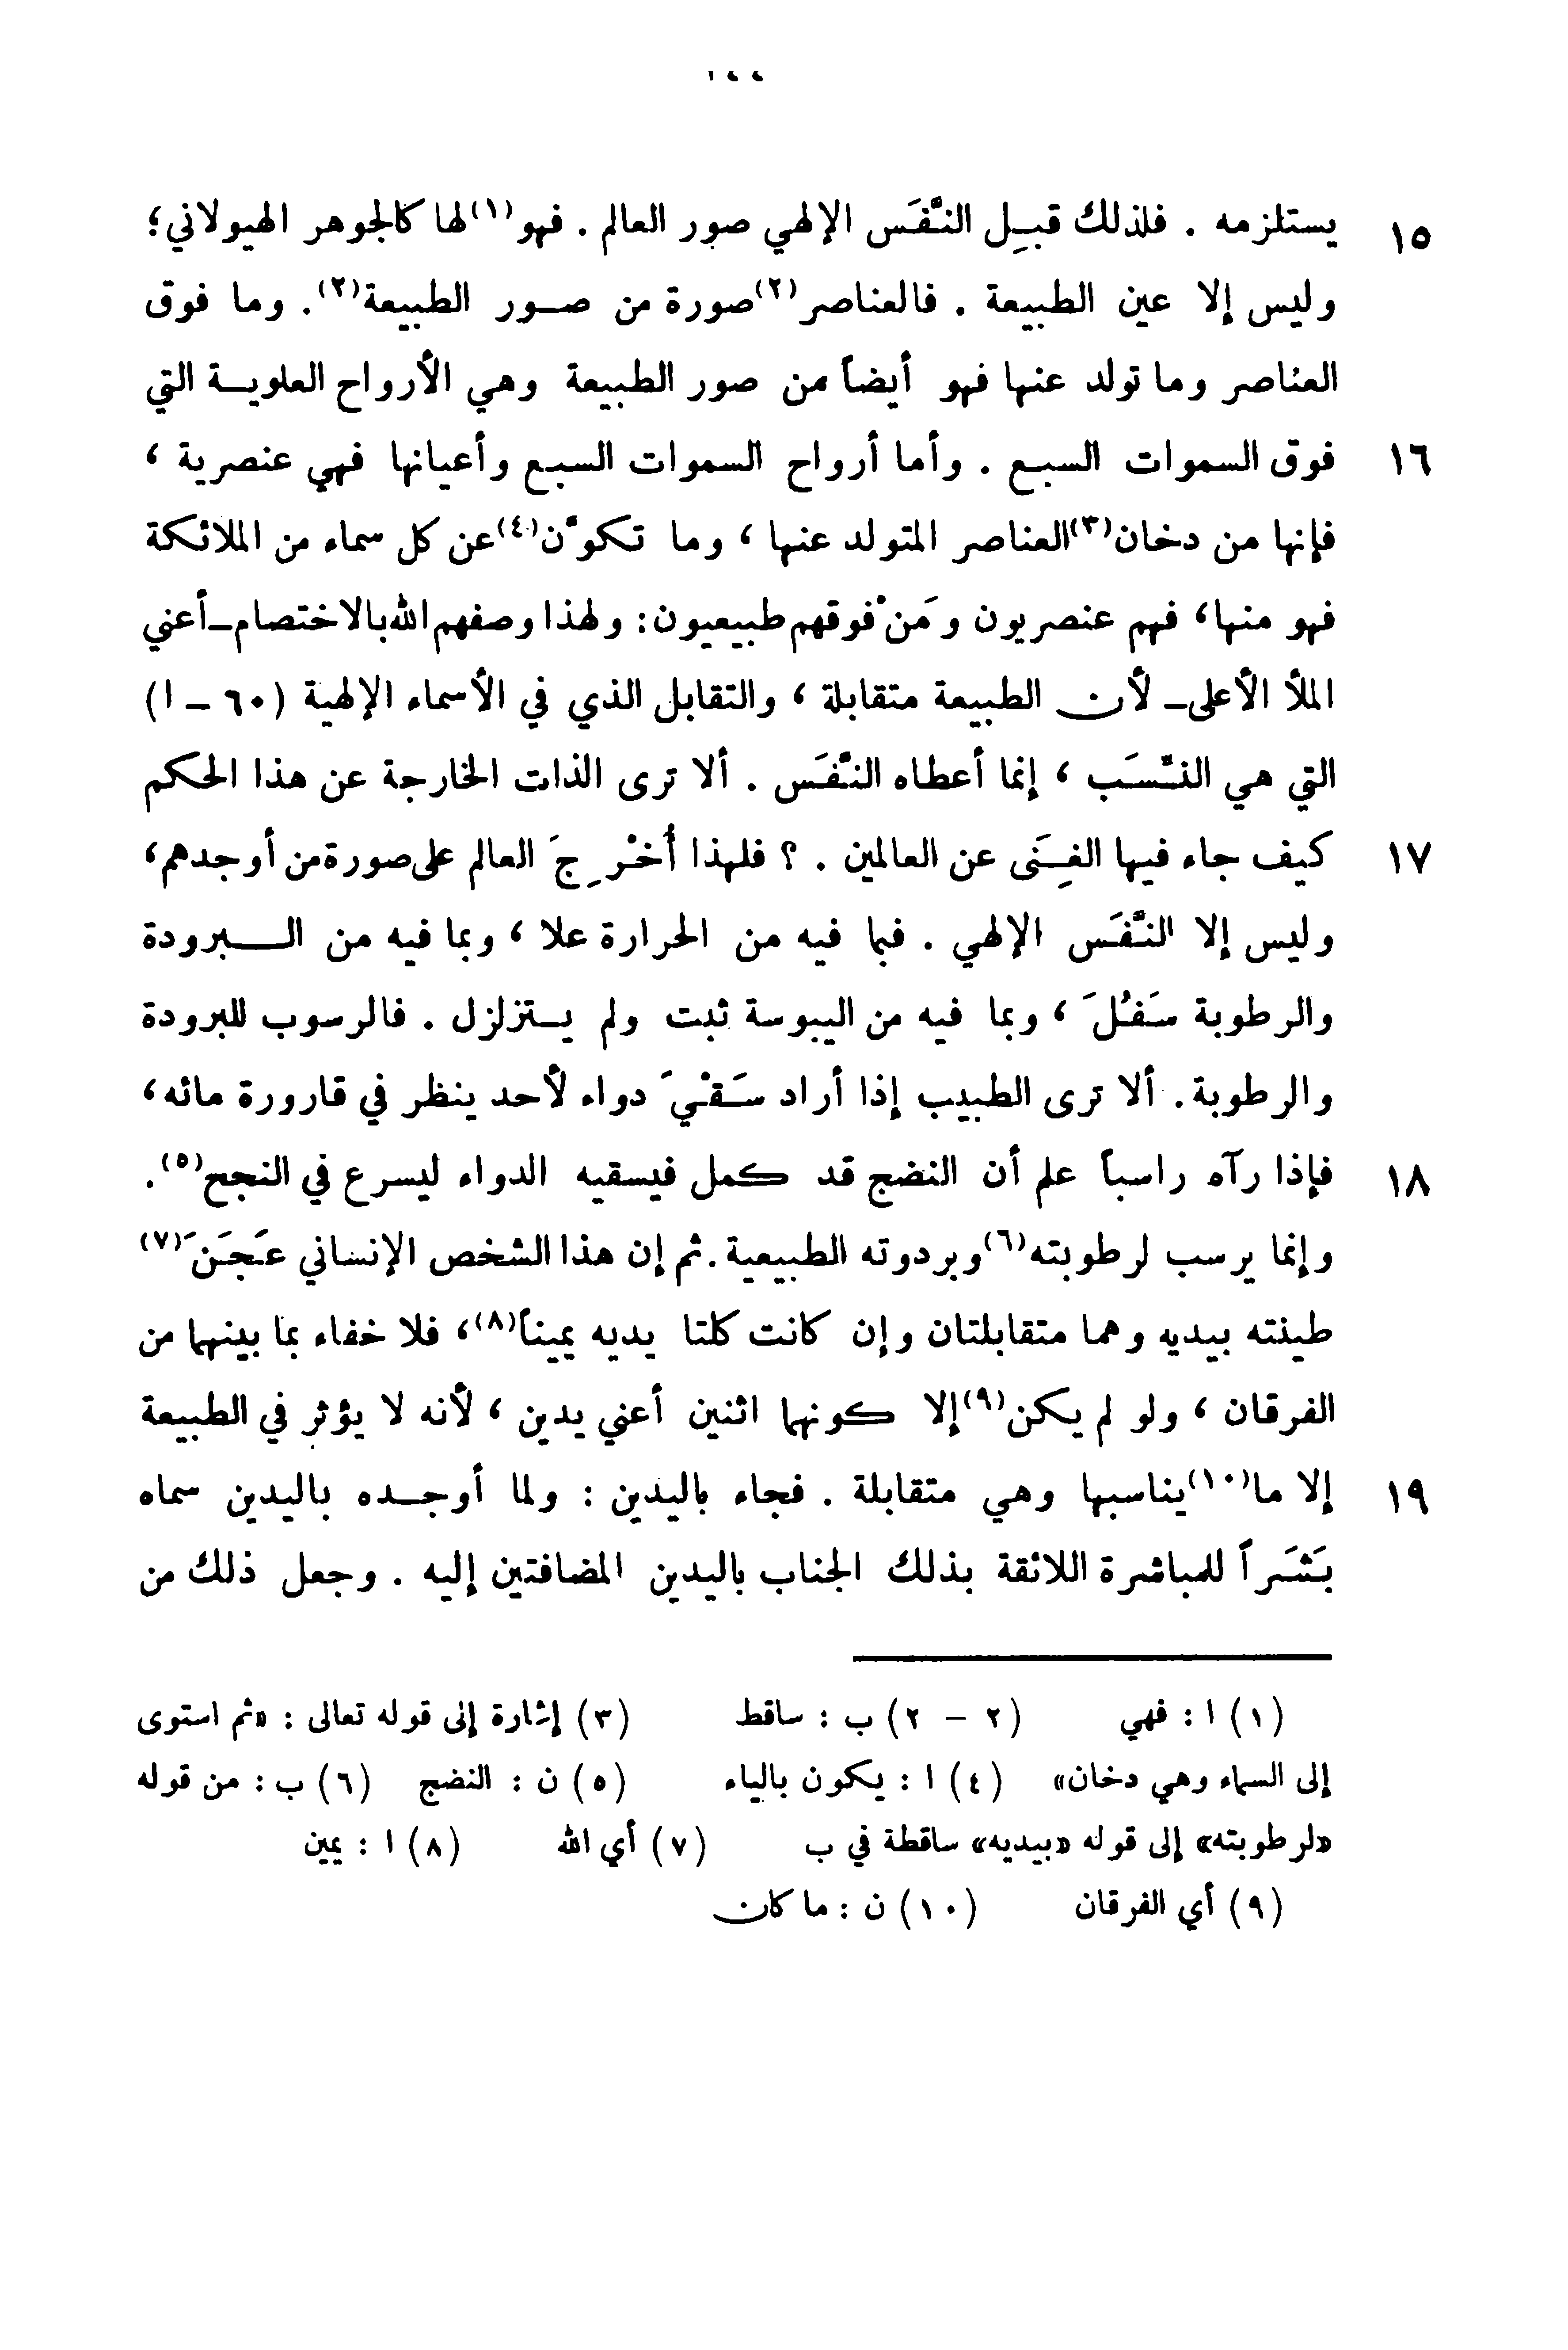 ١٥ يستلزمه . فلذلك قبِل النَّفَس الإلهي صور العالم . فهو(١) لها كالجوهر الهيولاني؛
وليس إلا عين الطبيعة . فالعناصر(٢) صورة من صور الطبيعة(٢). وما فوق
العناصر وما تولد عنها فهو أيضاً من صور الطبيعة وهي الأرواح العلوية التي
١٦ فوق السموات السبع . وأما أرواح السموات السبع وأعيانها فهي عنصرية ،
فإنها من دخان(٣) العناصر المتولد عنها ، وما تكوَّن(٤) عن كل سماء من الملائكة
فهو منها، فهم عنصريون ومَنْ فوقهم طبيعيون: ولهذا وصفهم الله بالاختصام–أعني
الملأ الأعلى– لأن الطبيعة متقابلة ، والتقابل الذي في الأسماء الإلهية (٦٠ – ا)
التي هي النِّسَب ، إنما أعطاه النَّفَس . ألا ترى الذات الخارجة عن هذا الحكم
١٧ كيف جاء فيها الغِنَى عن العالمين . ؟ فلهذا أُخْرِجَ العالم على صورة من أوجدهم،
وليس إلا النَّفَس الإلهي . فبما فيه من الحرارة علا ، وبما فيه من البرودة
والرطوبة سَفُلَ ، وبما فيه من اليبوسة ثبت ولم يتزلزل . فالرسوب للبرودة
والرطوبة. ألا ترى الطبيب إذا أراد سَقْيَ دواء لأحد ينظر في قارورة مائه،
١٨ فإذا رآه راسباً علم أن النضج قد كمل فيسقيه الدواء ليسرع في النجح(٥).
وإنما يرسب لرطوبته(٦) وبردوته الطبيعية. ثم إن هذا الشخص الإنساني عَجَنَ(٧)
طينته بيديه وهما متقابلتان وإن كانت كلتا يديه يميناً(٨)، فلا خفاء بما بينهما من
الفرقان ، ولو لم يكن(٩) إلا كونهما اثنين أعني يدين ، لأنه لا يؤثر في الطبيعة
١٩ إلا ما(١٠) يناسبها وهي متقابلة . فجاء باليدين : ولما أوجده باليدين سماه
بَشَراً للمباشرة اللائقة بذلك الجناب باليدين المضافتين إليه . وجعل ذلك من
(١) ا : فهي (٢ – ٢) ب : ساقط (٣) إشارة إلى قوله تعالى : «ثم استوى
إلى السماء وهي دخان» (٤) ا : يكون بالياء (٥) ن : النضج (٦) ب : من قوله
«لرطوبته» إلى قوله «بيديه» ساقطة في ب (٧) أي الله (٨) ا : يمين
(٩) أي الفرقان (١٠) ن : ما كان